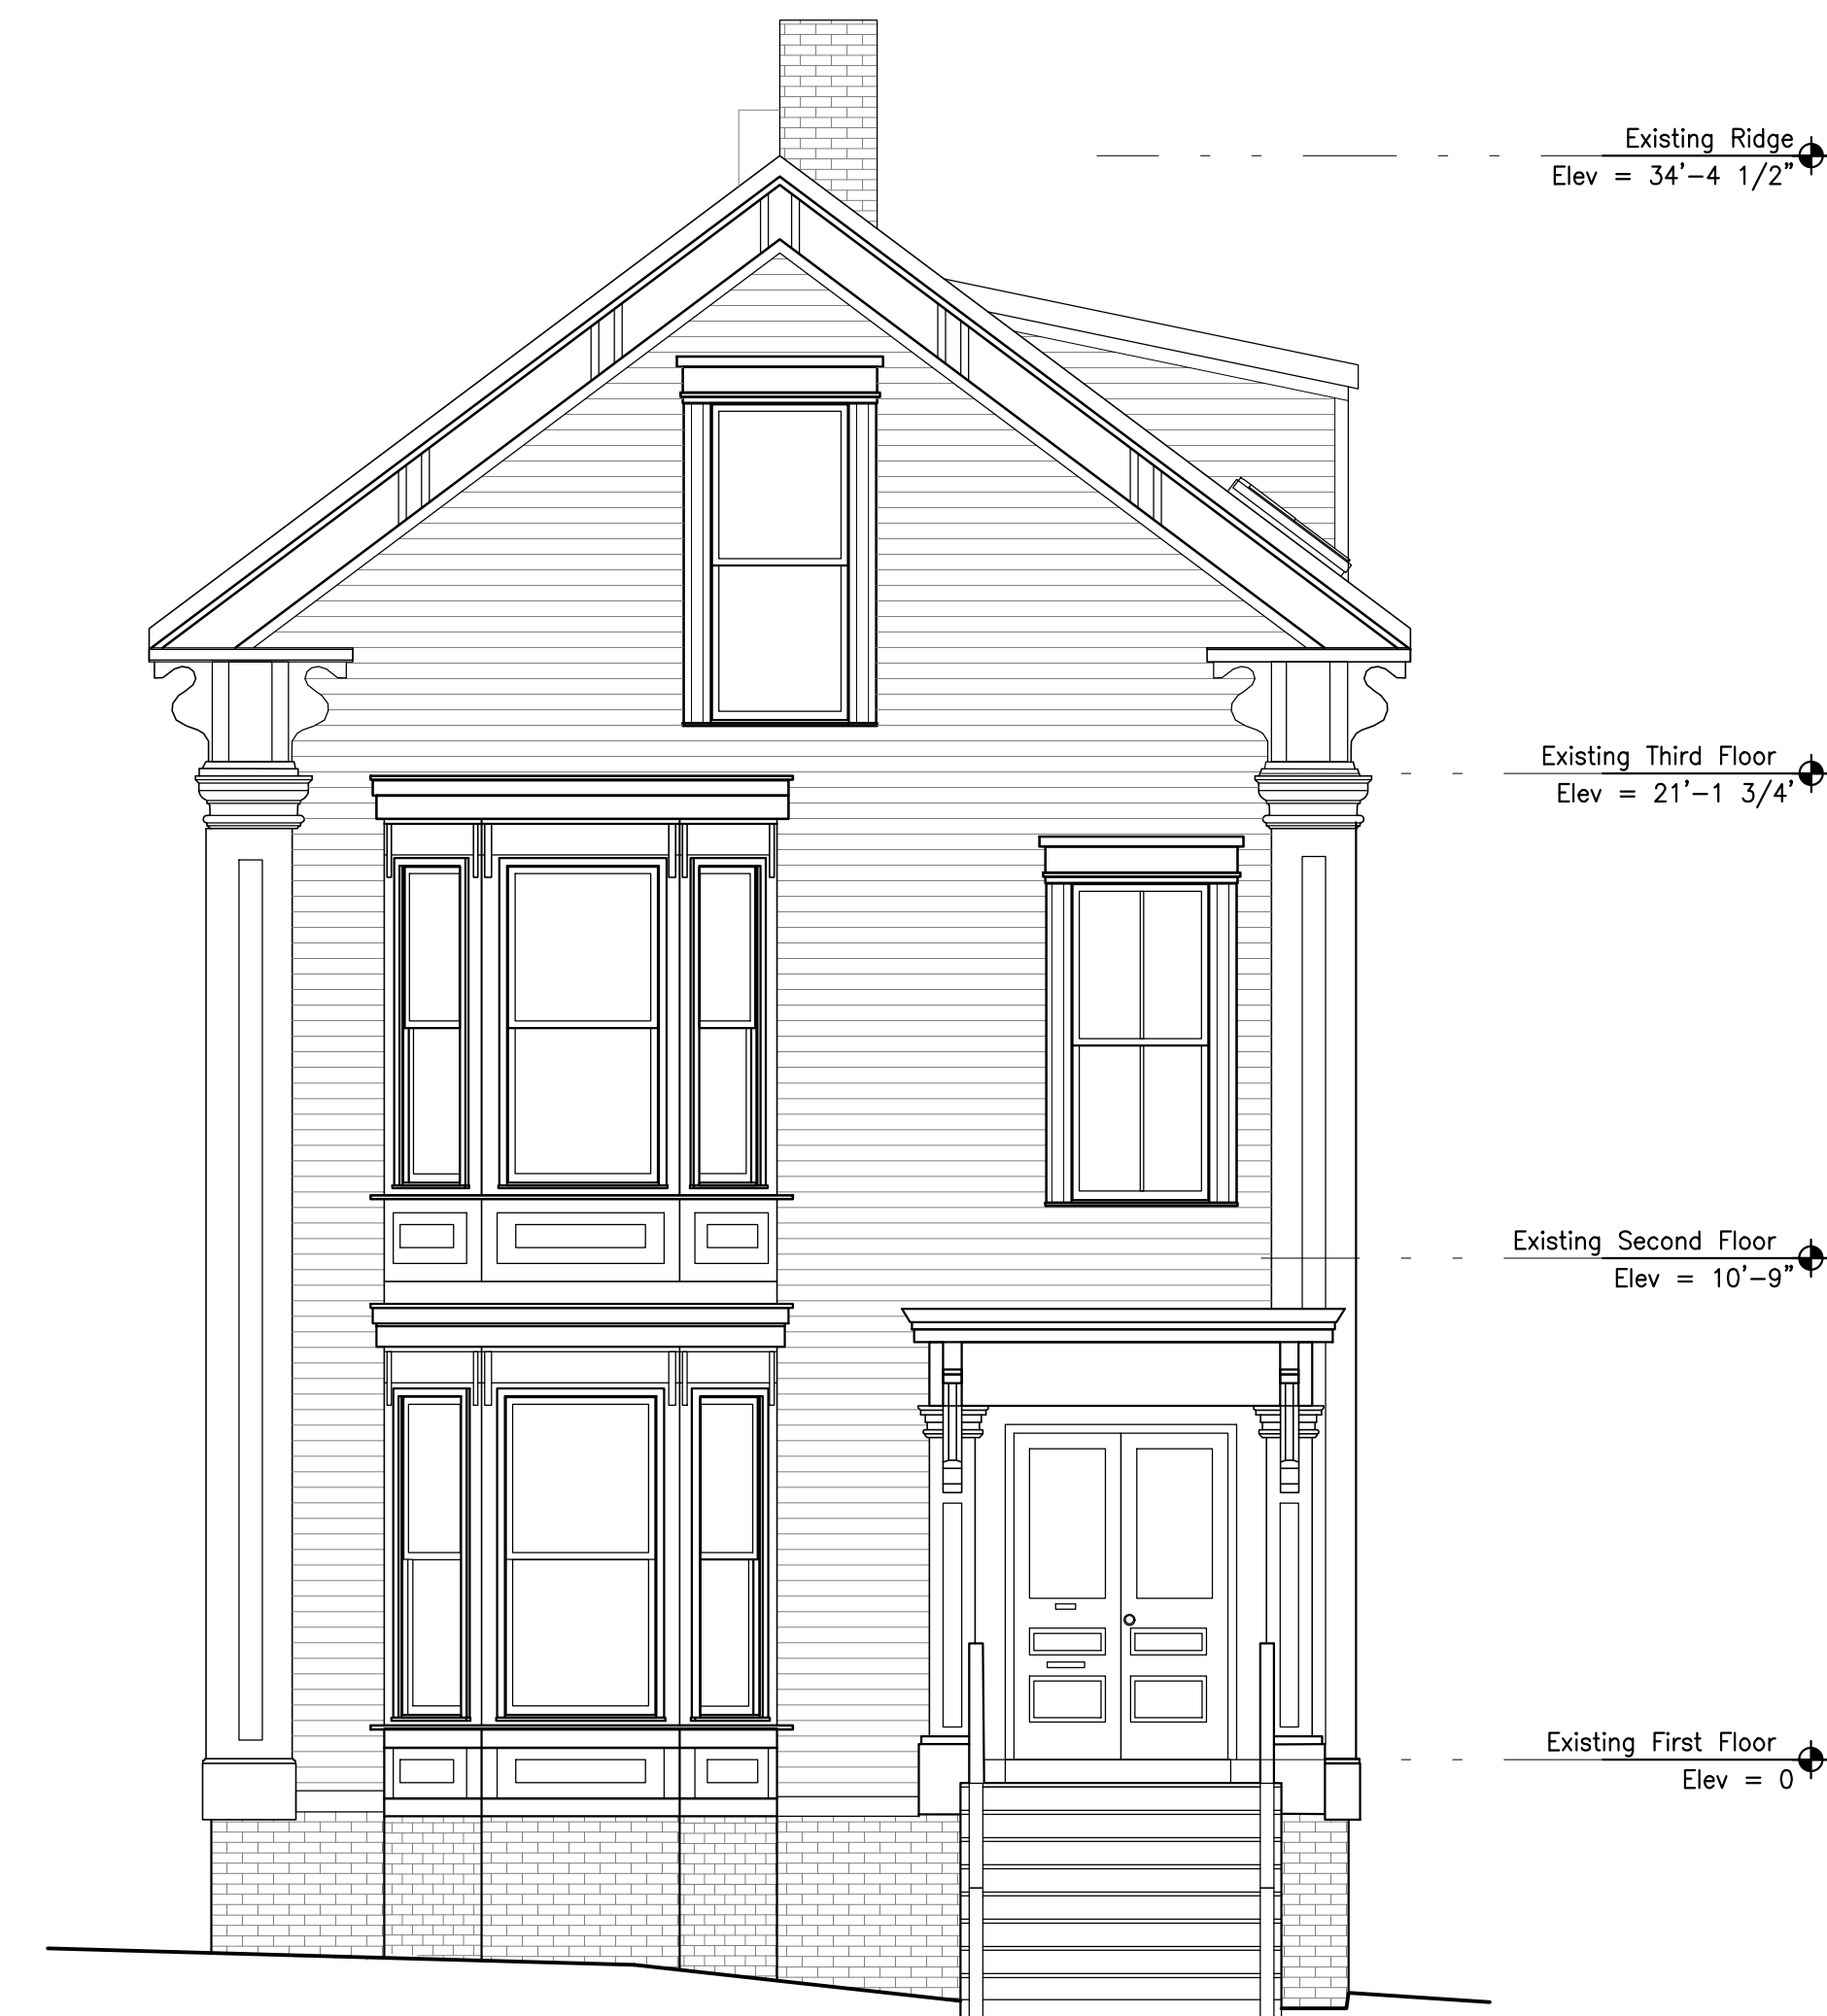 Existing Ridge
Elev = 34'-4 1/2"
Existing Third Floor
Elev = 21'-1 3/4'
Existing Second Floor
Elev = 10'-9"
Existing First Floor
Elev = 0